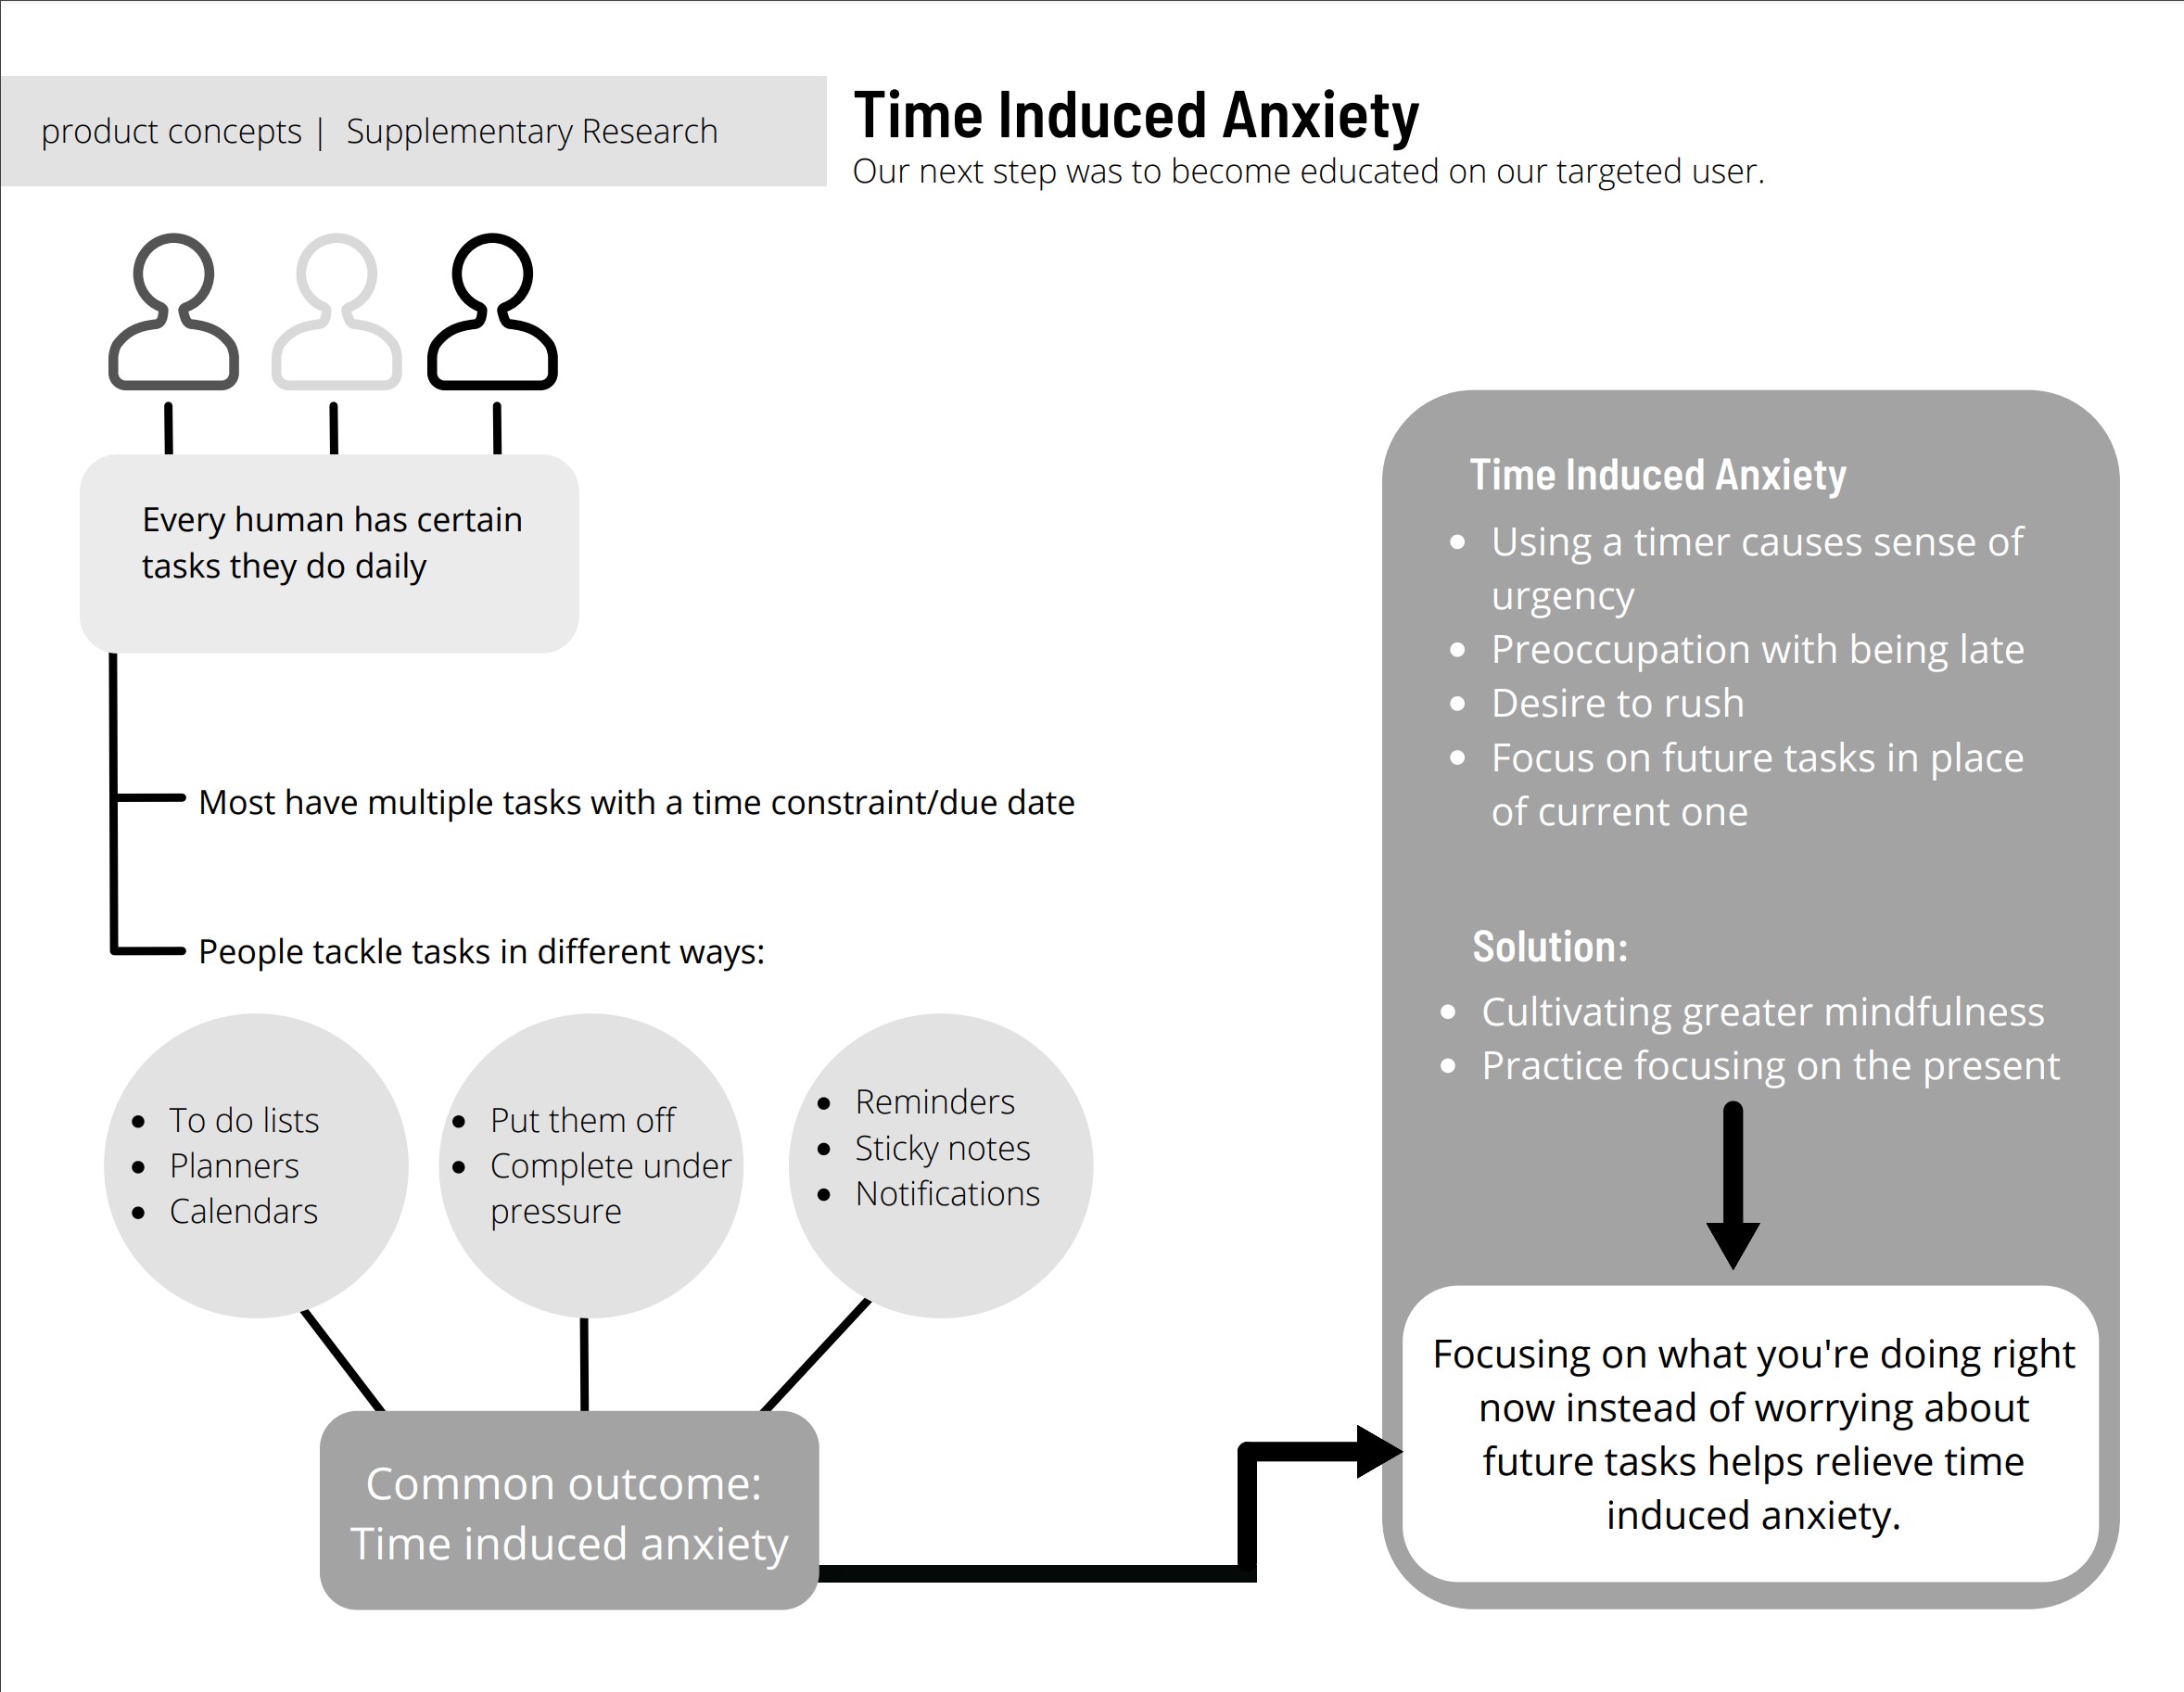 product concepts | Supplementary Research
Time Induced Anxiety
Our next step was to become educated on our targeted user.
Every human has certain
tasks they do daily
Most have multiple tasks with a time constraint/due date
People tackle tasks in different ways:
• To do lists
• Planners
• Calendars
• Put them off
• Complete under
pressure
• Reminders
• Sticky notes
• Notifications
Common outcome:
Time induced anxiety
Time Induced Anxiety
• Using a timer causes sense of
urgency
• Preoccupation with being late
• Desire to rush
• Focus on future tasks in place
of current one
Solution:
• Cultivating greater mindfulness
• Practice focusing on the present
Focusing on what you're doing right
now instead of worrying about
future tasks helps relieve time
induced anxiety.